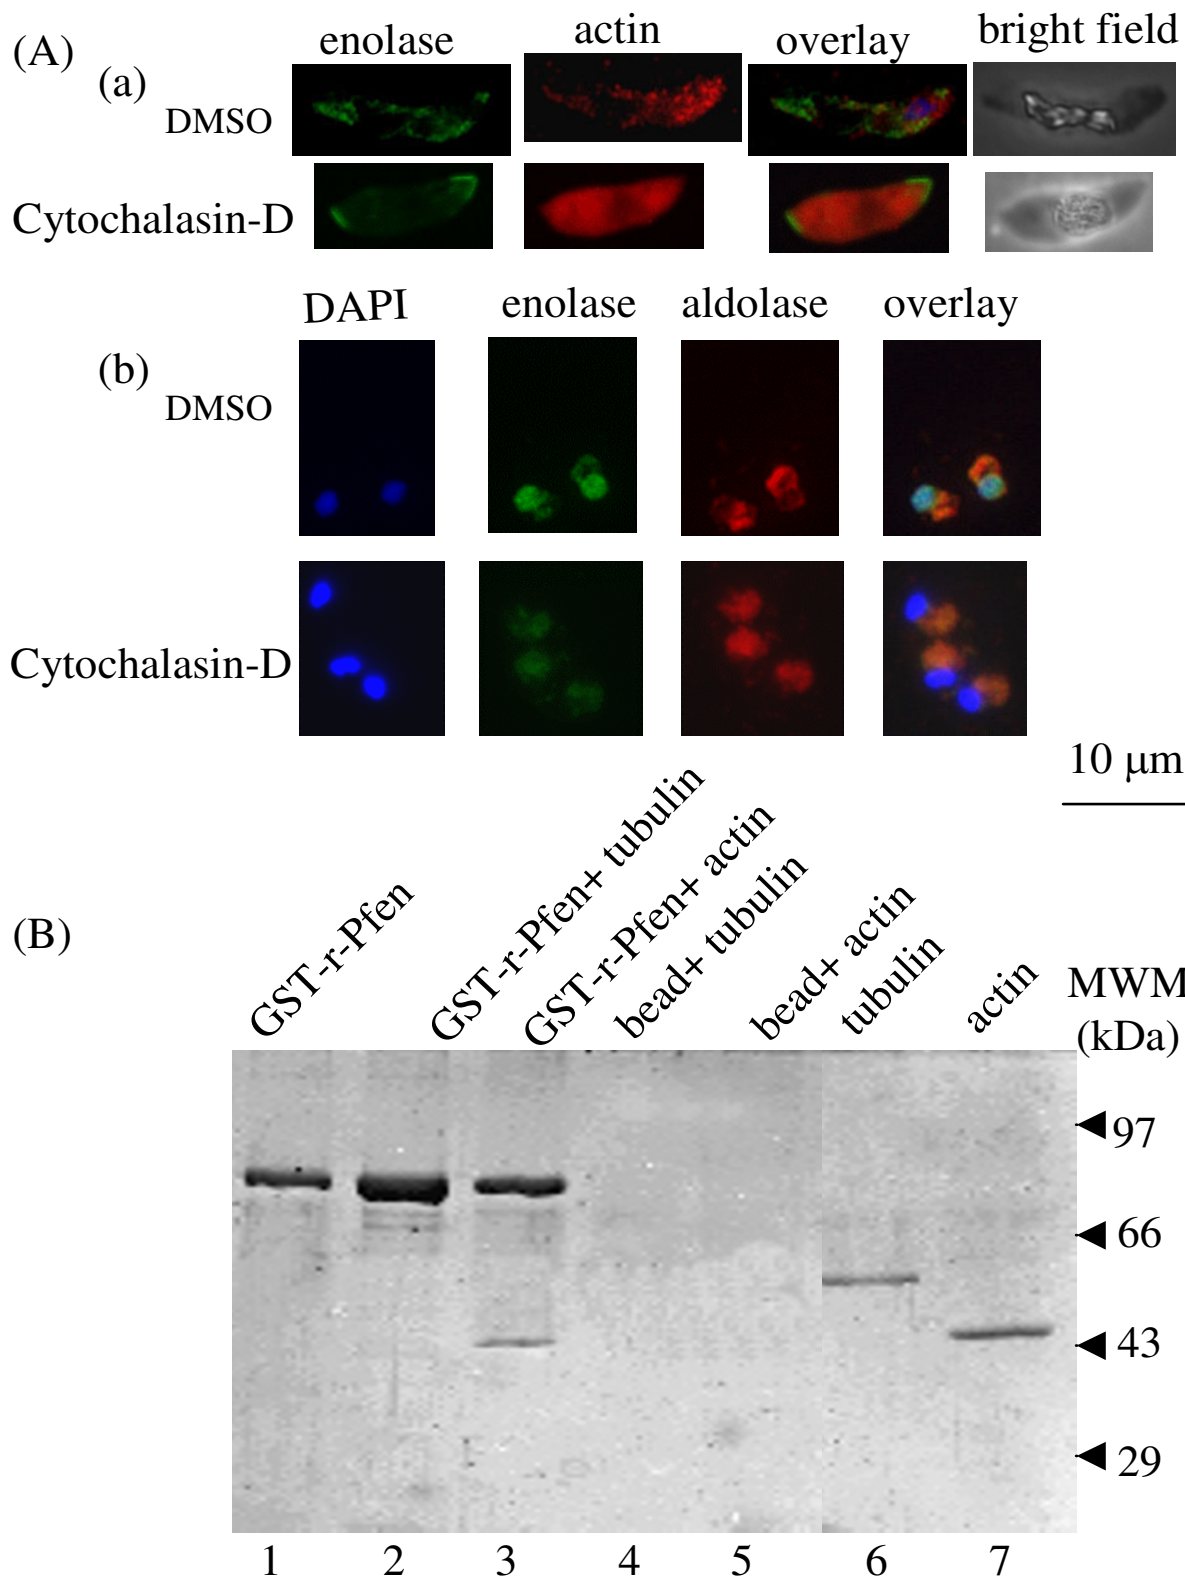 (A)
(a)
enolase actin overlay bright field
DMSO
Cytochalasin-D
(b)
DAPI enolase aldolase overlay
DMSO
Cytochalasin-D
10 μm
(B)
GST-r-Pfen
GST-r-Pfen+ tubulin
GST-r-Pfen+ actin
bead+ tubulin
bead+ actin
tubulin
actin
MWM
(kDa)
97
66
43
29
1 2 3 4 5 6 7